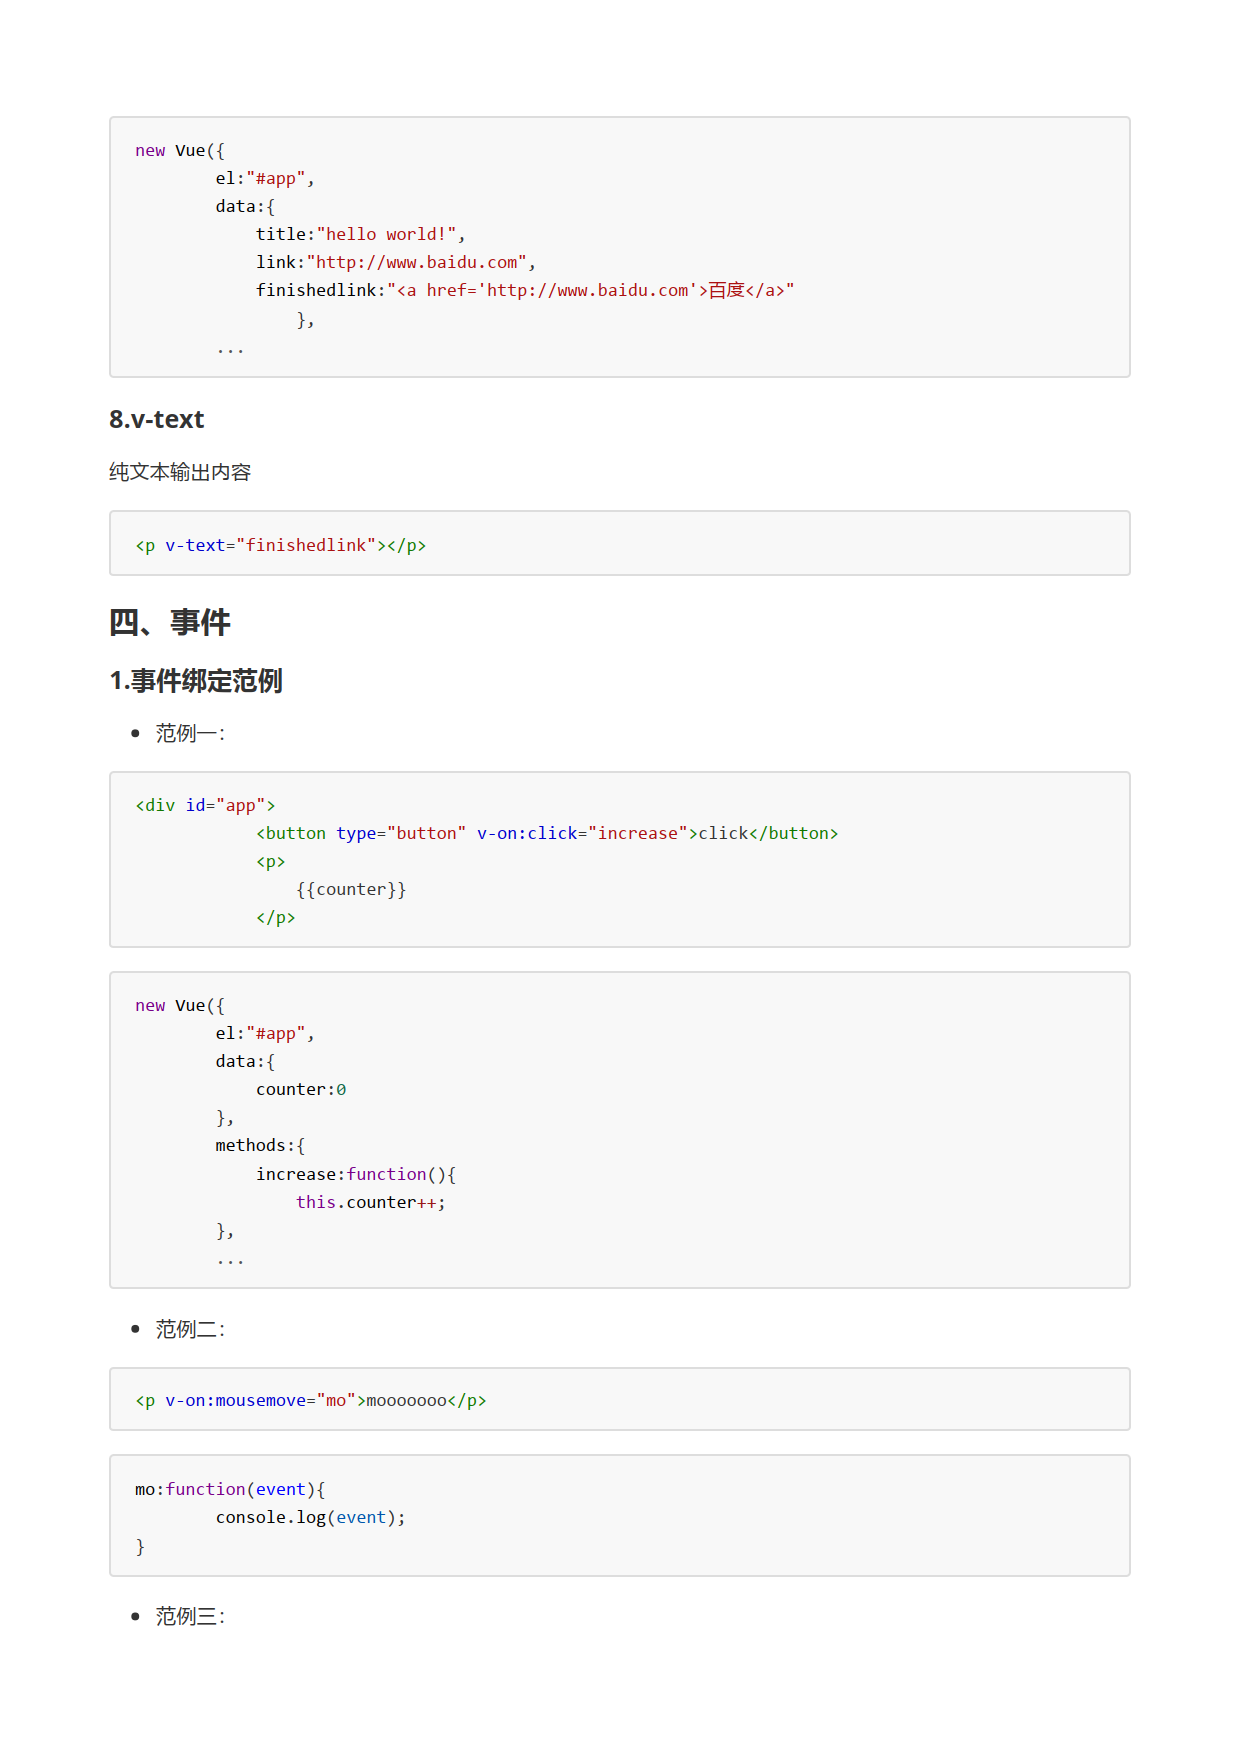 new Vue({
        el:"#app",
        data:{
            title:"hello world!",
            link:"http://www.baidu.com",
            finishedlink:"<a href='http://www.baidu.com'>百度</a>"
                },
        ...
8.v-text
纯文本输出内容
<p v-text="finishedlink"></p>
四、事件
1.事件绑定范例
• 范例一：
<div id="app">
            <button type="button" v-on:click="increase">click</button>
            <p>
                {{counter}}
            </p>
new Vue({
        el:"#app",
        data:{
            counter:0
        },
        methods:{
            increase:function(){
                this.counter++;
        },
        ...
• 范例二：
<p v-on:mousemove="mo">mooooooo</p>
mo:function(event){
        console.log(event);
}
• 范例三：